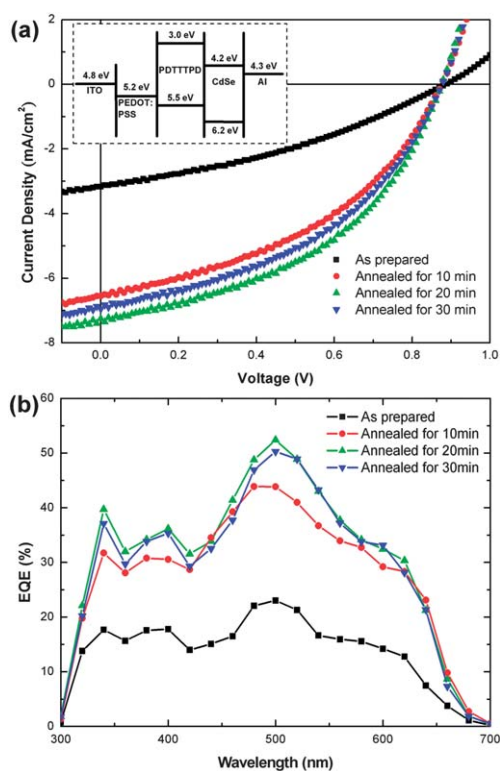 (a)
3.0 eV
4.8 eV
ITO
5.2 eV
PEDOT:
PSS
PDTTTPD
5.5 eV
4.2 eV
CdSe
6.2 eV
4.3 eV
Al
2
0
-2
-4
-6
-8
Current Density (mA/cm²)
As prepared
Annealed for 10 min
Annealed for 20 min
Annealed for 30 min
0.0 0.2 0.4 0.6 0.8 1.0
Voltage (V)
(b)
60
50
40
30
20
10
0
EQE (%)
As prepared
Annealed for 10min
Annealed for 20min
Annealed for 30min
300 400 500 600 700
Wavelength (nm)